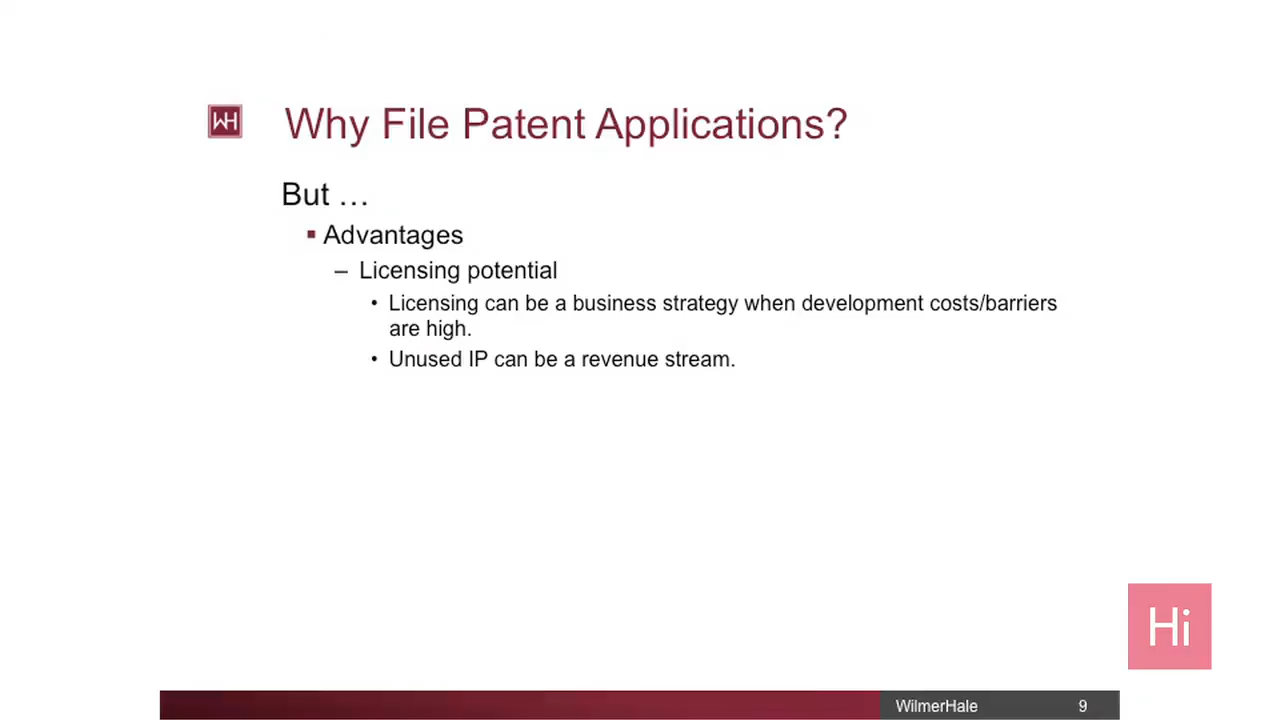 WH
Why File Patent Applications?
But …
▪ Advantages
– Licensing potential
• Licensing can be a business strategy when development costs/barriers
are high.
• Unused IP can be a revenue stream.
Hi
WilmerHale 9